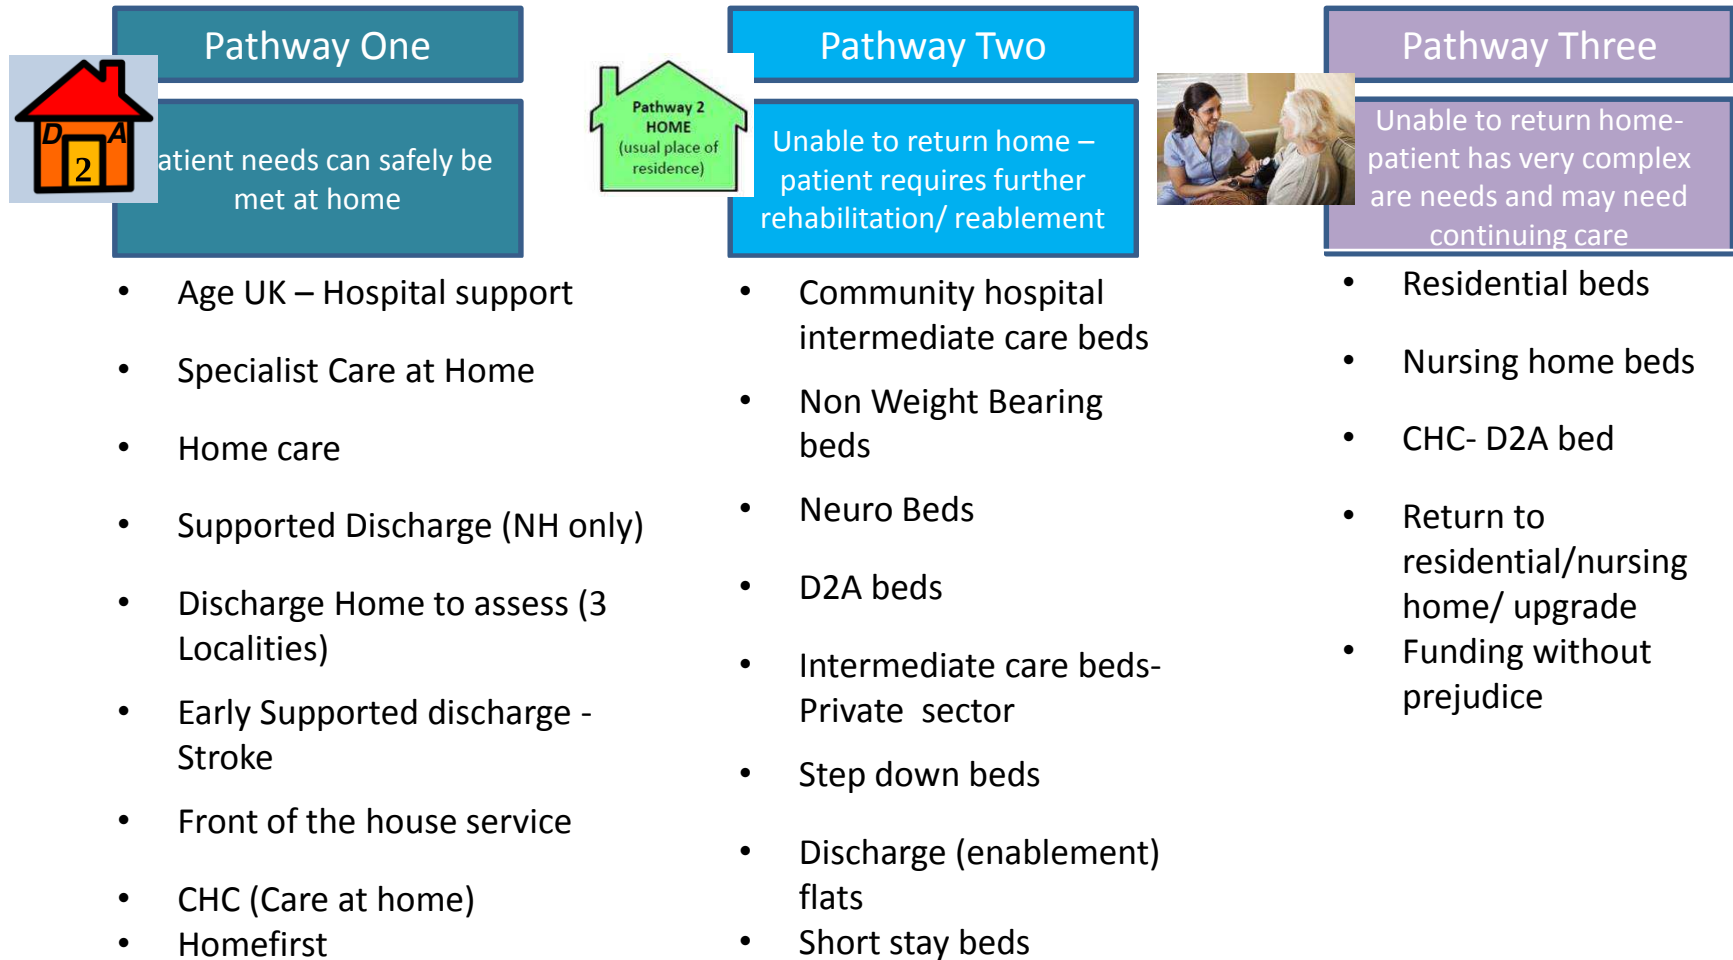 Pathway One
D A
2
atient needs can safely be
met at home
• Age UK – Hospital support
• Specialist Care at Home
• Home care
• Supported Discharge (NH only)
• Discharge Home to assess (3
Localities)
• Early Supported discharge -
Stroke
• Front of the house service
• CHC (Care at home)
• Homefirst
Pathway Two
Pathway 2
HOME
(usual place of
residence)
Unable to return home –
patient requires further
rehabilitation/ reablement
• Community hospital
intermediate care beds
• Non Weight Bearing
beds
• Neuro Beds
• D2A beds
• Intermediate care beds-
Private sector
• Step down beds
• Discharge (enablement)
flats
• Short stay beds
Pathway Three
Unable to return home-
patient has very complex
are needs and may need
continuing care
• Residential beds
• Nursing home beds
• CHC- D2A bed
• Return to
residential/nursing
home/ upgrade
• Funding without
prejudice